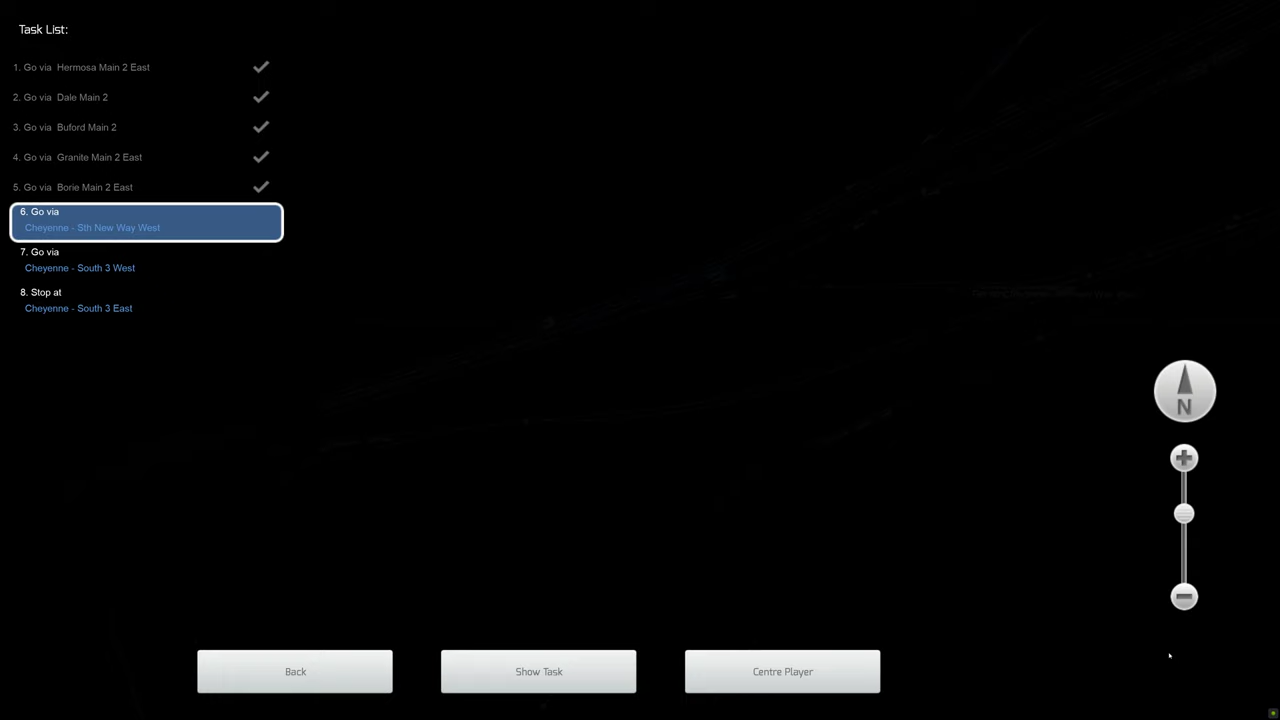 Task List:
1. Go via Hermosa Main 2 East
2. Go via Dale Main 2
3. Go via Buford Main 2
4. Go via Granite Main 2 East
5. Go via Borie Main 2 East
6. Go via
Cheyenne - Sth New Way West
7. Go via
Cheyenne - South 3 West
8. Stop at
Cheyenne - South 3 East
N
Back
Show Task
Centre Player